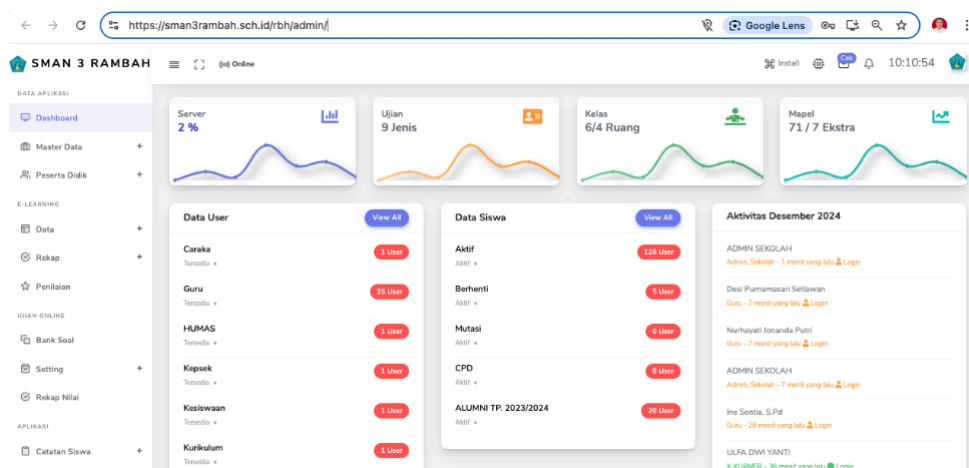 https://sman3rambah.sch.id/rbh/admin/
Google Lens
SMAN 3 RAMBAH
Online
Install
Cek
10:10:54
DATA APLIKASI
Dashboard
Master Data +
Peserta Didik +
E-LEARNING
Data +
Rekap +
Penilaian
UJIAN ONLINE
Bank Soal
Setting +
Rekap Nilai
APLIKASI
Catatan Siswa +
Server
2 %
Ujian
9 Jenis
Kelas
6/4 Ruang
Mapel
71 / 7 Ekstra
Data User View All
Caraka 1 User
Tersedia
Guru 25 User
Tersedia
HUMAS 1 User
Tersedia
Kepsek 1 User
Tersedia
Kesiswaan 1 User
Tersedia
Kurikulum 1 User
Tersedia
Data Siswa View All
Aktif 128 User
Aktif
Berhenti 5 User
Aktif
Mutasi 0 User
Aktif
CPD 0 User
Aktif
ALUMNI TP. 2023/2024 20 User
Aktif
Aktivitas Desember 2024
ADMIN SEKOLAH
Admin_Sekolah - 1 menit yang lalu Login
Desi Purnamasari Setiawan
Guru - 7 menit yang lalu Login
Nurhayati Jonanda Putri
Guru - 7 menit yang lalu Login
ADMIN SEKOLAH
Admin_Sekolah - 7 menit yang lalu Login
Ine Sentia, S.Pd
Guru - 20 menit yang lalu Login
ULFA DWI YANTI
X-KURMER - 36 menit yang lalu Login